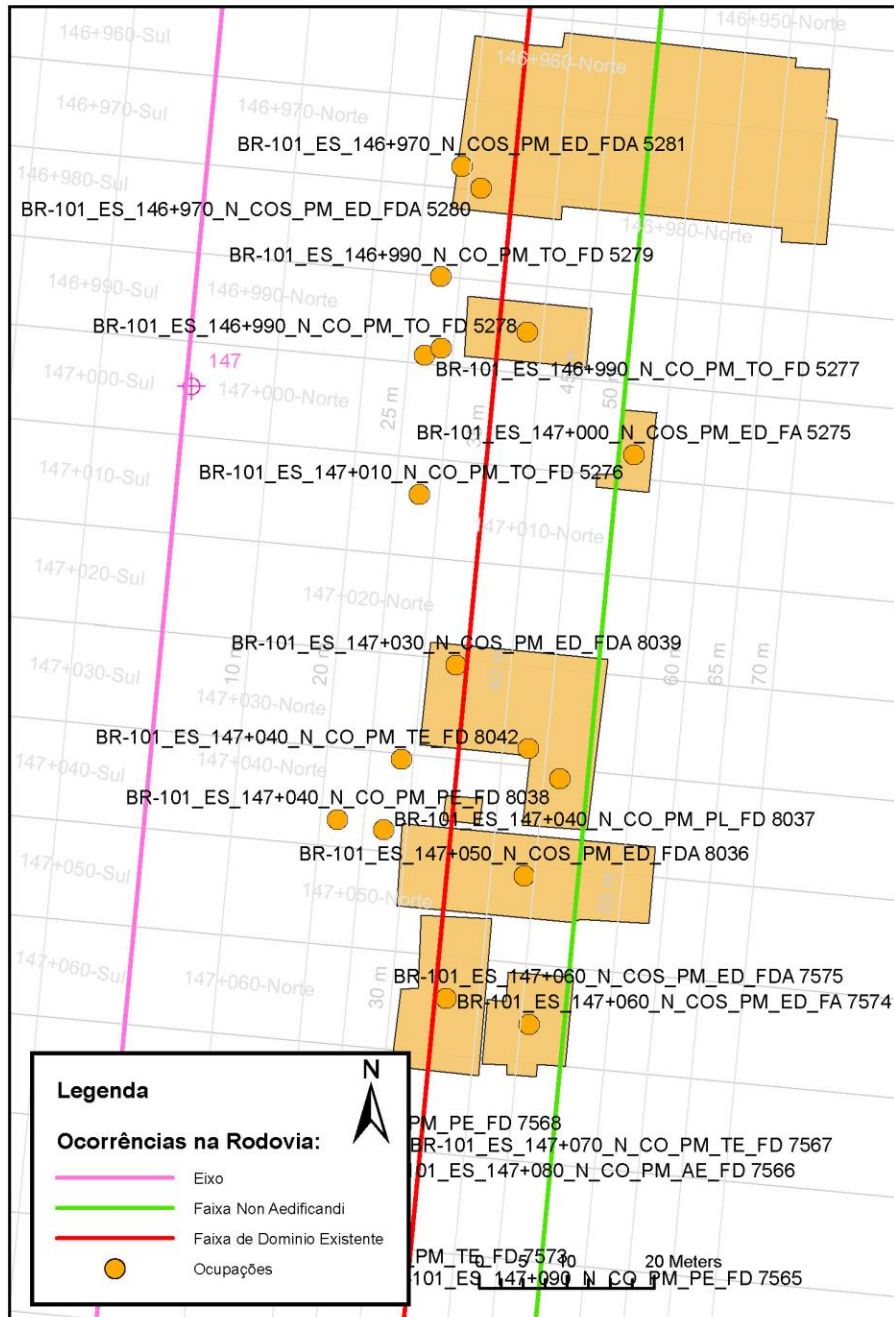 146+950-Norte
146+960-Sul
146+960-Norte
146+970-Sul
146+970-Norte
BR-101_ES_146+970_N_COS_PM_ED_FDA 5281
146+980-Sul
BR-101_ES_146+970_N_COS_PM_ED_FDA 5280
146+980-Norte
BR-101_ES_146+990_N_CO_PM_TO_FD 5279
146+990-Sul
146+990-Norte
BR-101_ES_146+990_N_CO_PM_TO_FD 5278
147
BR-101_ES_146+990_N_CO_PM_TO_FD 5277
147+000-Sul
147+000-Norte
25 m
30 m
45 m
50 m
BR-101_ES_147+000_N_COS_PM_ED_FA 5275
147+010-Sul
BR-101_ES_147+010_N_CO_PM_TO_FD 5276
147+010-Norte
147+020-Sul
147+020-Norte
BR-101_ES_147+030_N_COS_PM_ED_FDA 8039
10 m
20 m
40 m
60 m
65 m
70 m
147+030-Sul
147+030-Norte
BR-101_ES_147+040_N_CO_PM_TE_FD 8042
147+040-Sul
147+040-Norte
BR-101_ES_147+040_N_CO_PM_PE_FD 8038
BR-101_ES_147+040_N_CO_PM_PL_FD 8037
BR-101_ES_147+050_N_COS_PM_ED_FDA 8036
147+050-Sul
147+050-Norte
147+060-Sul
147+060-Norte
30 m
BR-101_ES_147+060_N_COS_PM_ED_FDA 7575
BR-101_ES_147+060_N_COS_PM_ED_FA 7574
PM_PE_FD 7568
BR-101_ES_147+070_N_CO_PM_TE_FD 7567
101_ES_147+080_N_CO_PM_AE_FD 7566
PM_TE_FD 7573
101_ES_147+090_N_CO_PM_PE_FD 7565
0 5 10 20 Meters
N
Legenda
Ocorrências na Rodovia:
Eixo
Faixa Non Aedificandi
Faixa de Dominio Existente
Ocupações